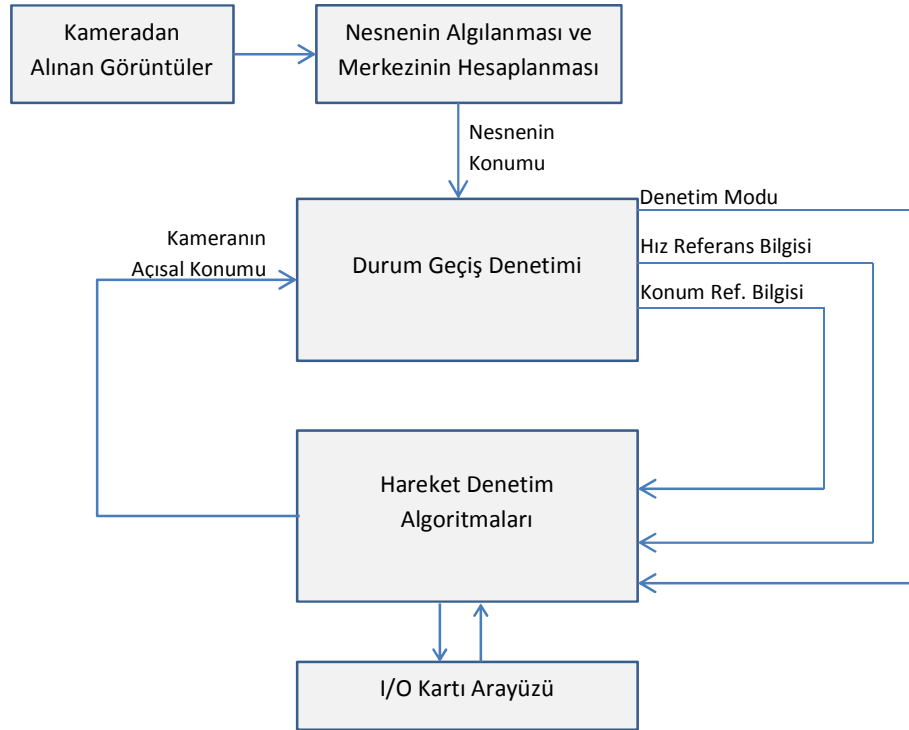 Kameradan
Alınan Görüntüler
Nesnenin Algılanması ve
Merkezinin Hesaplanması
Nesnenin
Konumu
Denetim Modu
Kameranın
Açısal Konumu
Durum Geçiş Denetimi
Hız Referans Bilgisi
Konum Ref. Bilgisi
Hareket Denetim
Algoritmaları
I/O Kartı Arayüzü